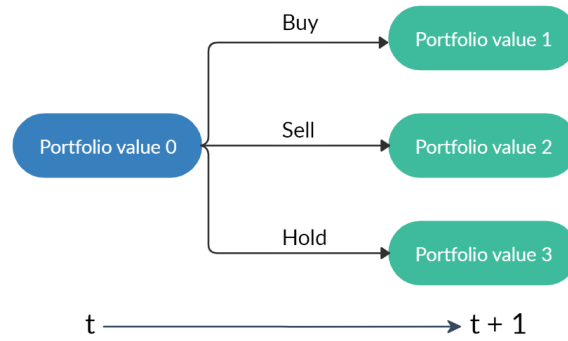 Buy
Portfolio value 1
Portfolio value 0
Sell
Portfolio value 2
Hold
Portfolio value 3
t
t + 1